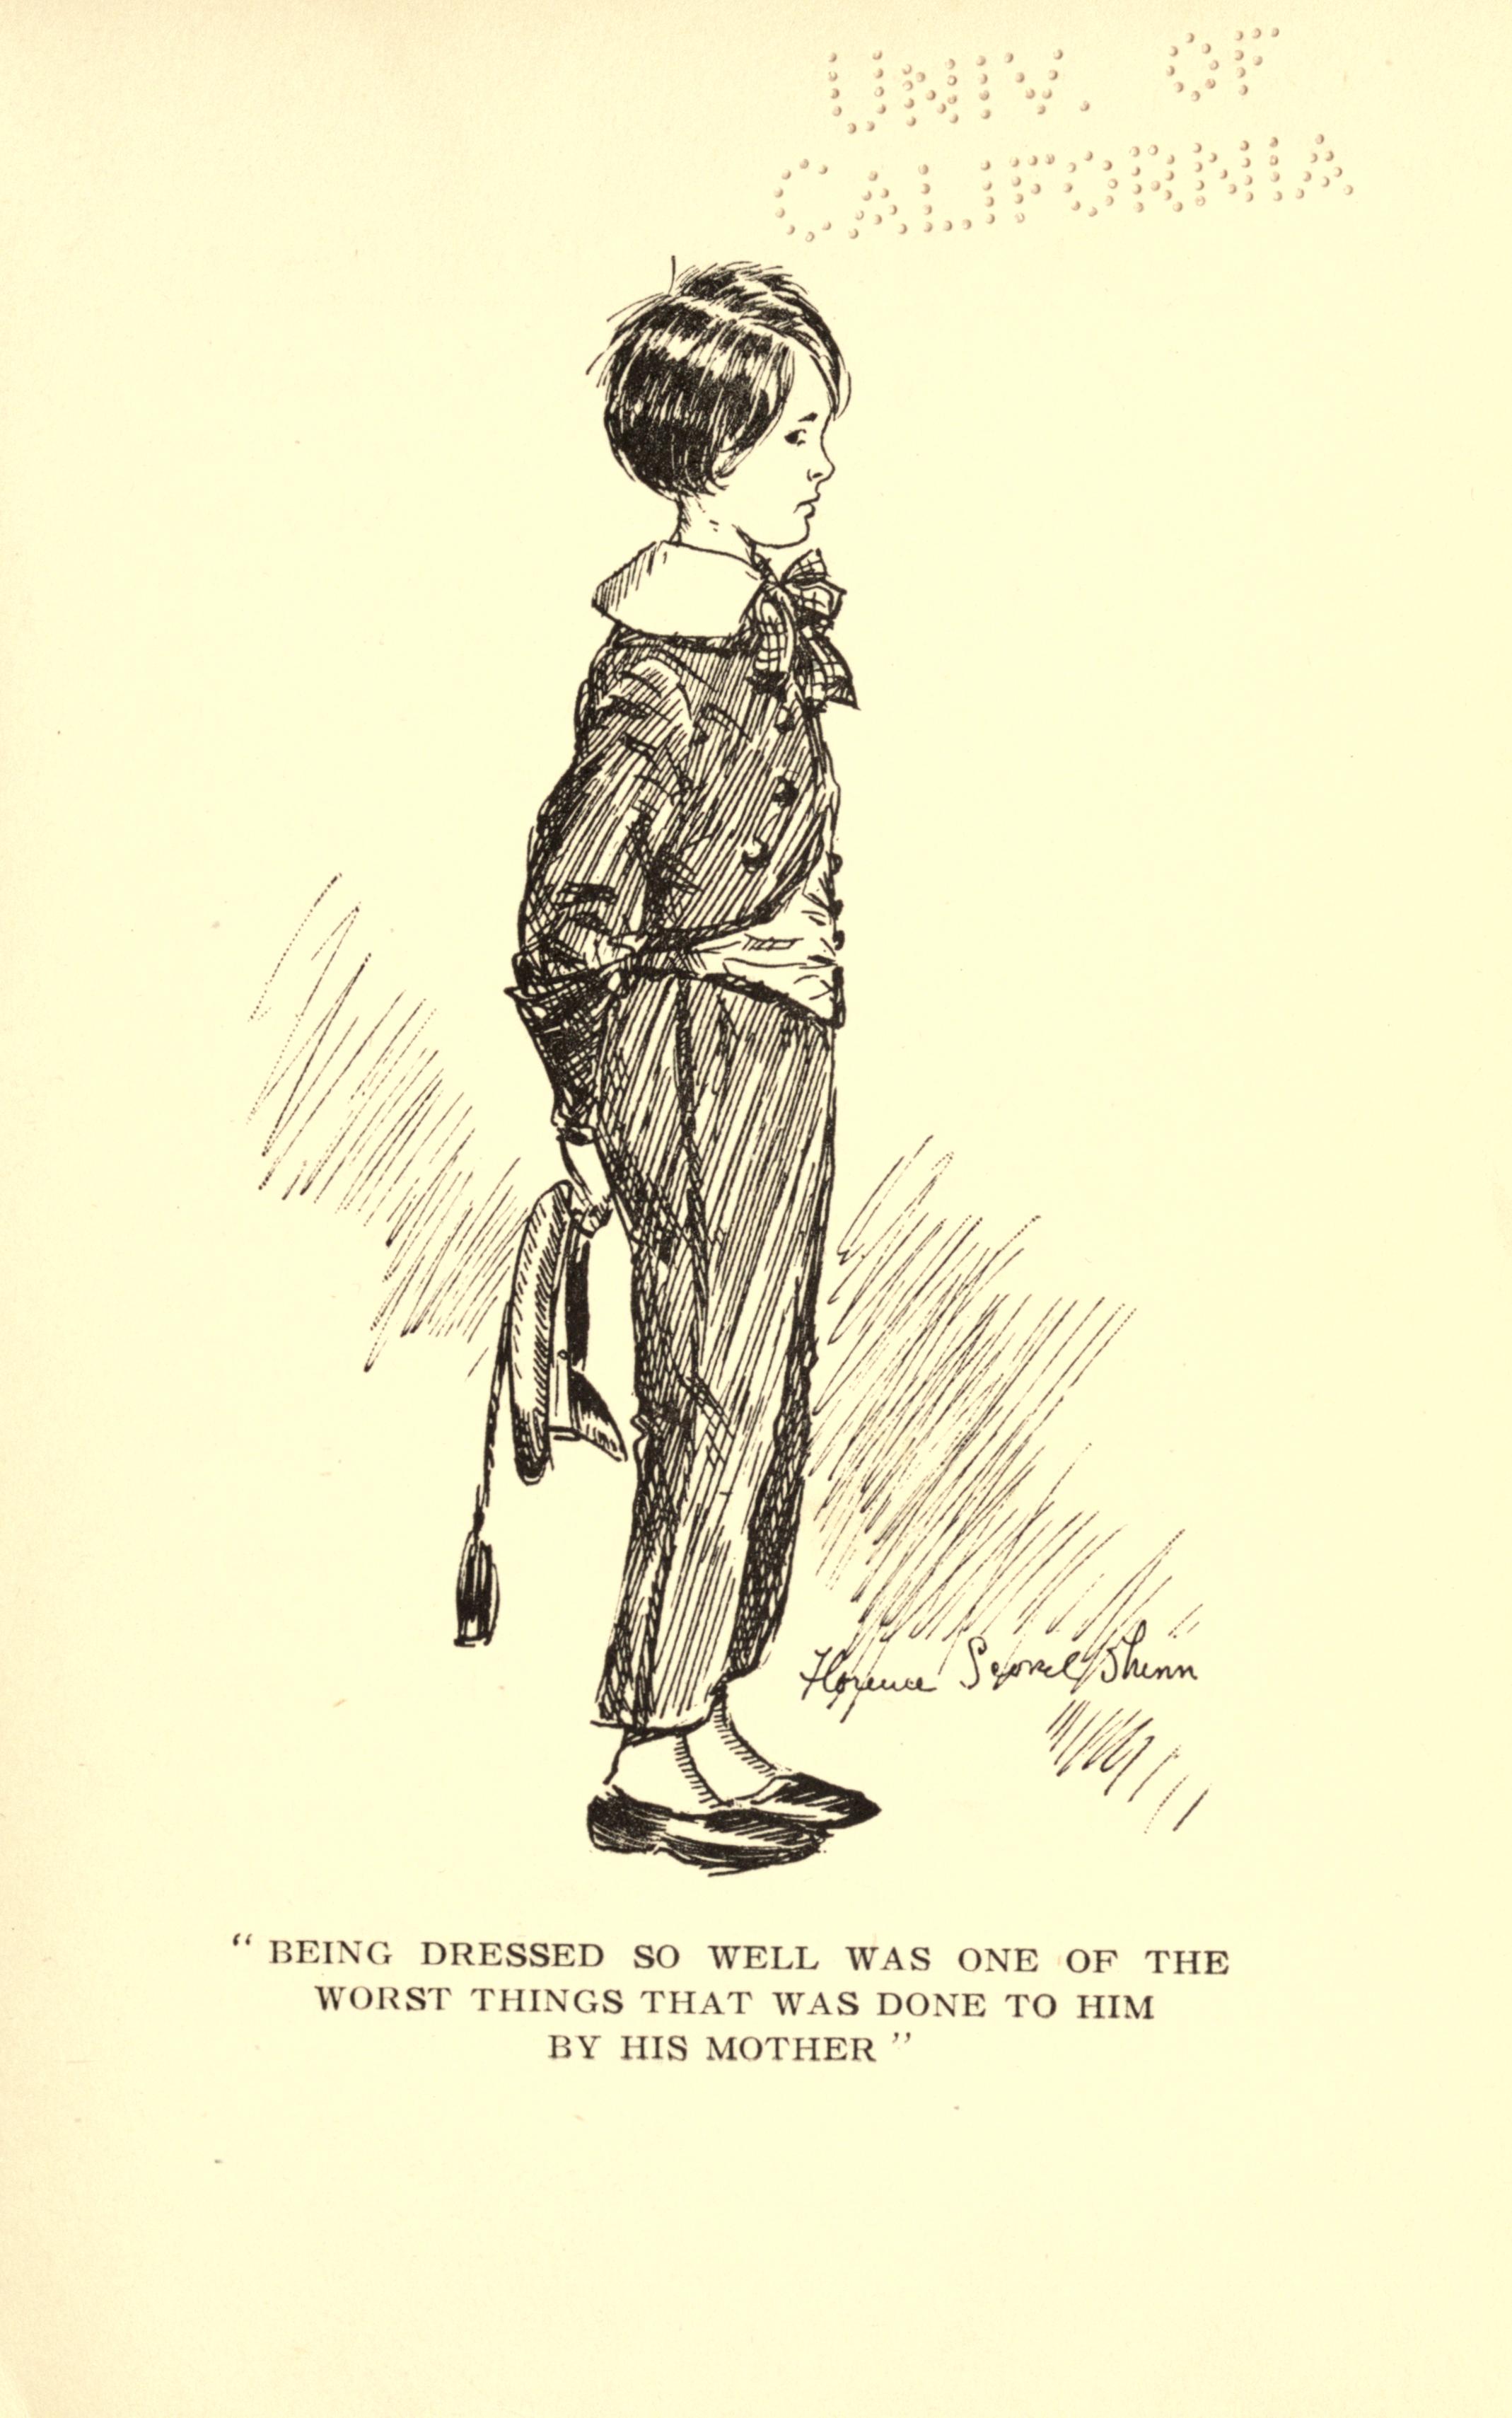 UNIV. OF
CALIFORNIA
Florence Scovel Shinn
“BEING DRESSED SO WELL WAS ONE OF THE
WORST THINGS THAT WAS DONE TO HIM
BY HIS MOTHER”